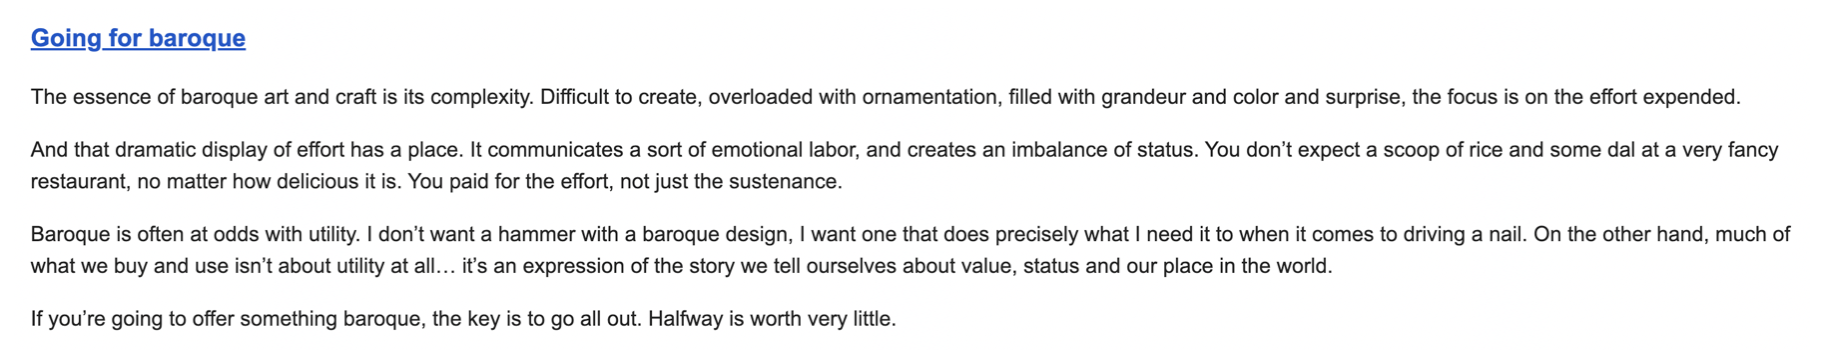 Going for baroque
The essence of baroque art and craft is its complexity. Difficult to create, overloaded with ornamentation, filled with grandeur and color and surprise, the focus is on the effort expended.
And that dramatic display of effort has a place. It communicates a sort of emotional labor, and creates an imbalance of status. You don’t expect a scoop of rice and some dal at a very fancy
restaurant, no matter how delicious it is. You paid for the effort, not just the sustenance.
Baroque is often at odds with utility. I don’t want a hammer with a baroque design, I want one that does precisely what I need it to when it comes to driving a nail. On the other hand, much of
what we buy and use isn’t about utility at all… it’s an expression of the story we tell ourselves about value, status and our place in the world.
If you’re going to offer something baroque, the key is to go all out. Halfway is worth very little.